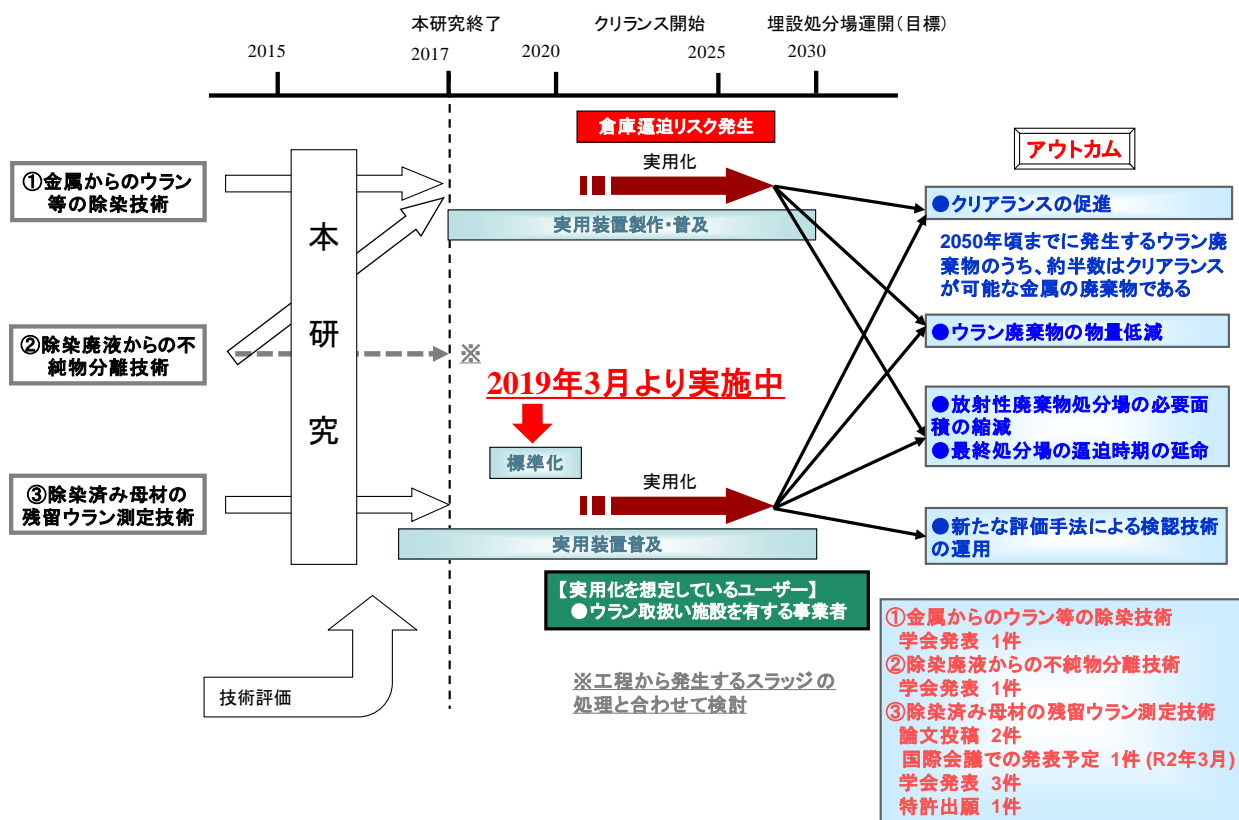 本研究終了
クリランス開始
埋設処分場運開(目標)
2015
2017
2020
2025
2030
倉庫逼迫リスク発生
アウトカム
①金属からのウラン
等の除染技術
実用化
実用装置製作・普及
本
研
究
②除染廃液からの不
純物分離技術
※
2019年3月より実施中
標準化
③除染済み母材の
残留ウラン測定技術
実用化
実用装置普及
【実用化を想定しているユーザー】
●ウラン取扱い施設を有する事業者
技術評価
※工程から発生するスラッジの
処理と合わせて検討
●クリアランスの促進
2050年頃までに発生するウラン廃
棄物のうち、約半数はクリアランス
が可能な金属の廃棄物である
●ウラン廃棄物の物量低減
●放射性廃棄物処分場の必要面
積の縮減
●最終処分場の逼迫時期の延命
●新たな評価手法による検認技術
の運用
①金属からのウラン等の除染技術
学会発表 1件
②除染廃液からの不純物分離技術
学会発表 1件
③除染済み母材の残留ウラン測定技術
論文投稿 2件
国際会議での発表予定 1件 (R2年3月)
学会発表 3件
特許出願 1件